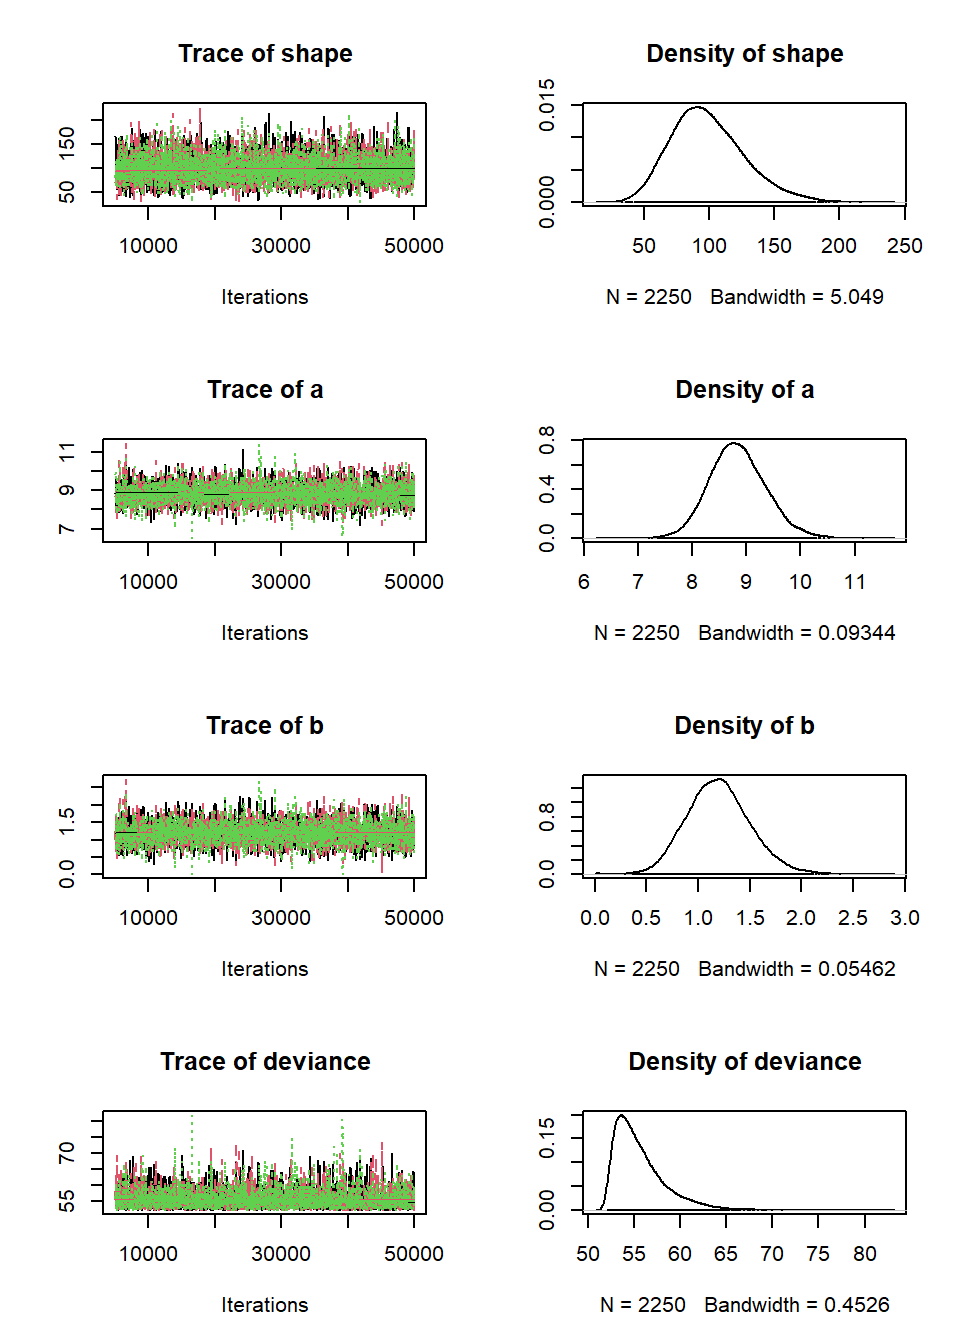 Trace of shape
50 150
10000 30000 50000
Iterations
Density of shape
0.000 0.015
50 100 150 200 250
N = 2250 Bandwidth = 5.049
Trace of a
7 9 11
10000 30000 50000
Iterations
Density of a
0.0 0.4 0.8
6 7 8 9 10 11
N = 2250 Bandwidth = 0.09344
Trace of b
0.0 1.5
10000 30000 50000
Iterations
Density of b
0.0 0.8
0.0 0.5 1.0 1.5 2.0 2.5 3.0
N = 2250 Bandwidth = 0.05462
Trace of deviance
55 70
10000 30000 50000
Iterations
Density of deviance
0.00 0.15
50 55 60 65 70 75 80
N = 2250 Bandwidth = 0.4526